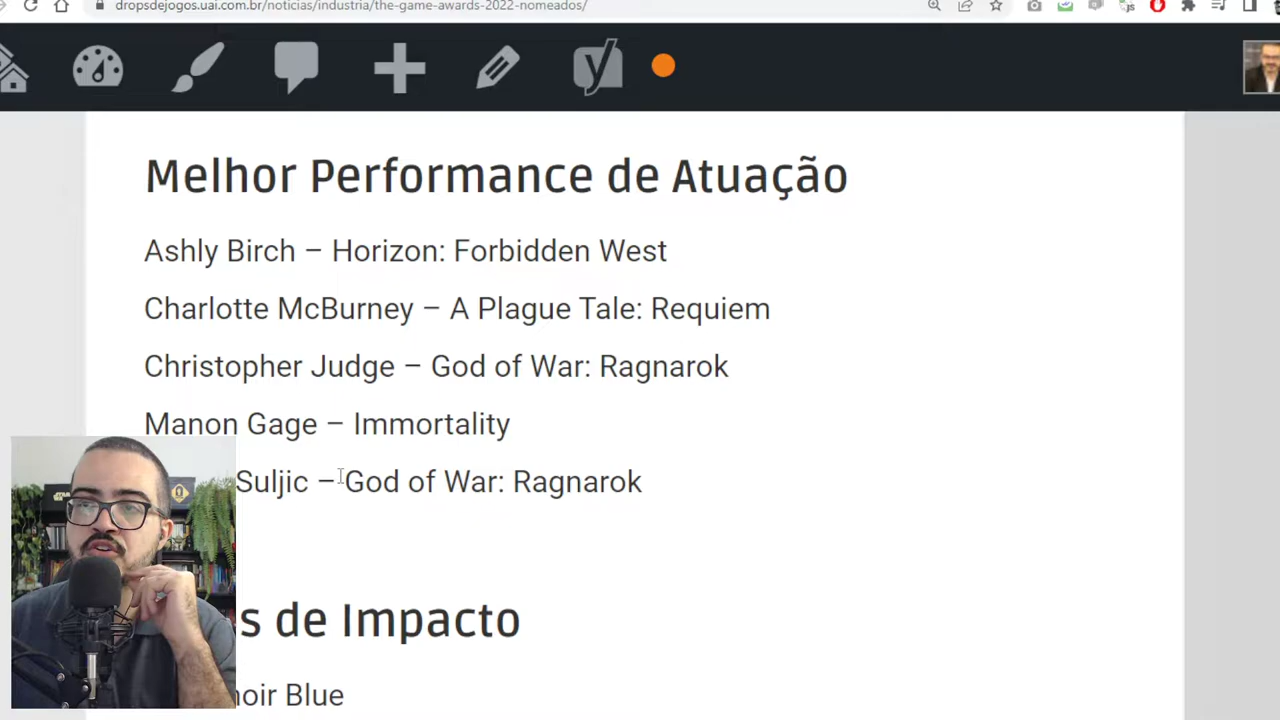 dropsdejogos.uai.com.br/noticias/industria/the-game-awards-2022-nomeados/
Melhor Performance de Atuação
Ashly Birch – Horizon: Forbidden West
Charlotte McBurney – A Plague Tale: Requiem
Christopher Judge – God of War: Ragnarok
Manon Gage – Immortality
Suljic – God of War: Ragnarok
de Impacto
Blue